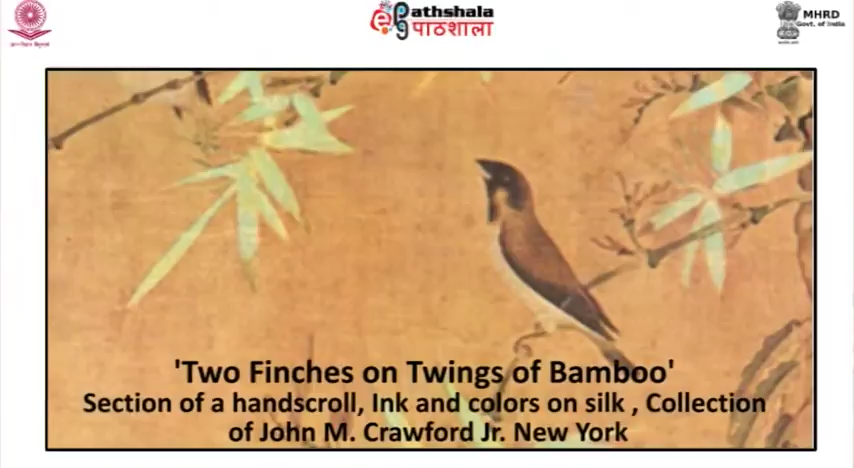 epathshala
पाठशाला
MHRD
Govt. of India
'Two Finches on Twings of Bamboo'
Section of a handscroll, Ink and colors on silk , Collection
of John M. Crawford Jr. New York